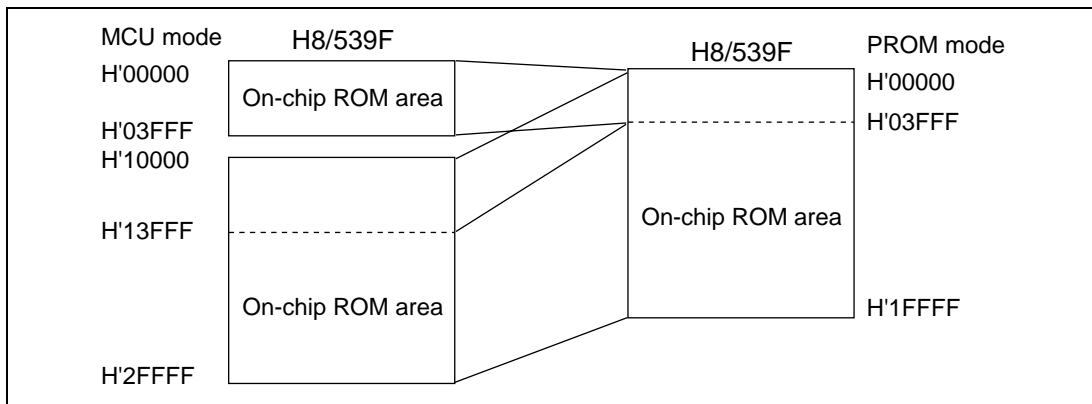 MCU mode
H8/539F
H'00000
On-chip ROM area
H'03FFF
H'10000
H'13FFF
On-chip ROM area
H'2FFFF
H8/539F
PROM mode
H'00000
H'03FFF
On-chip ROM area
H'1FFFF